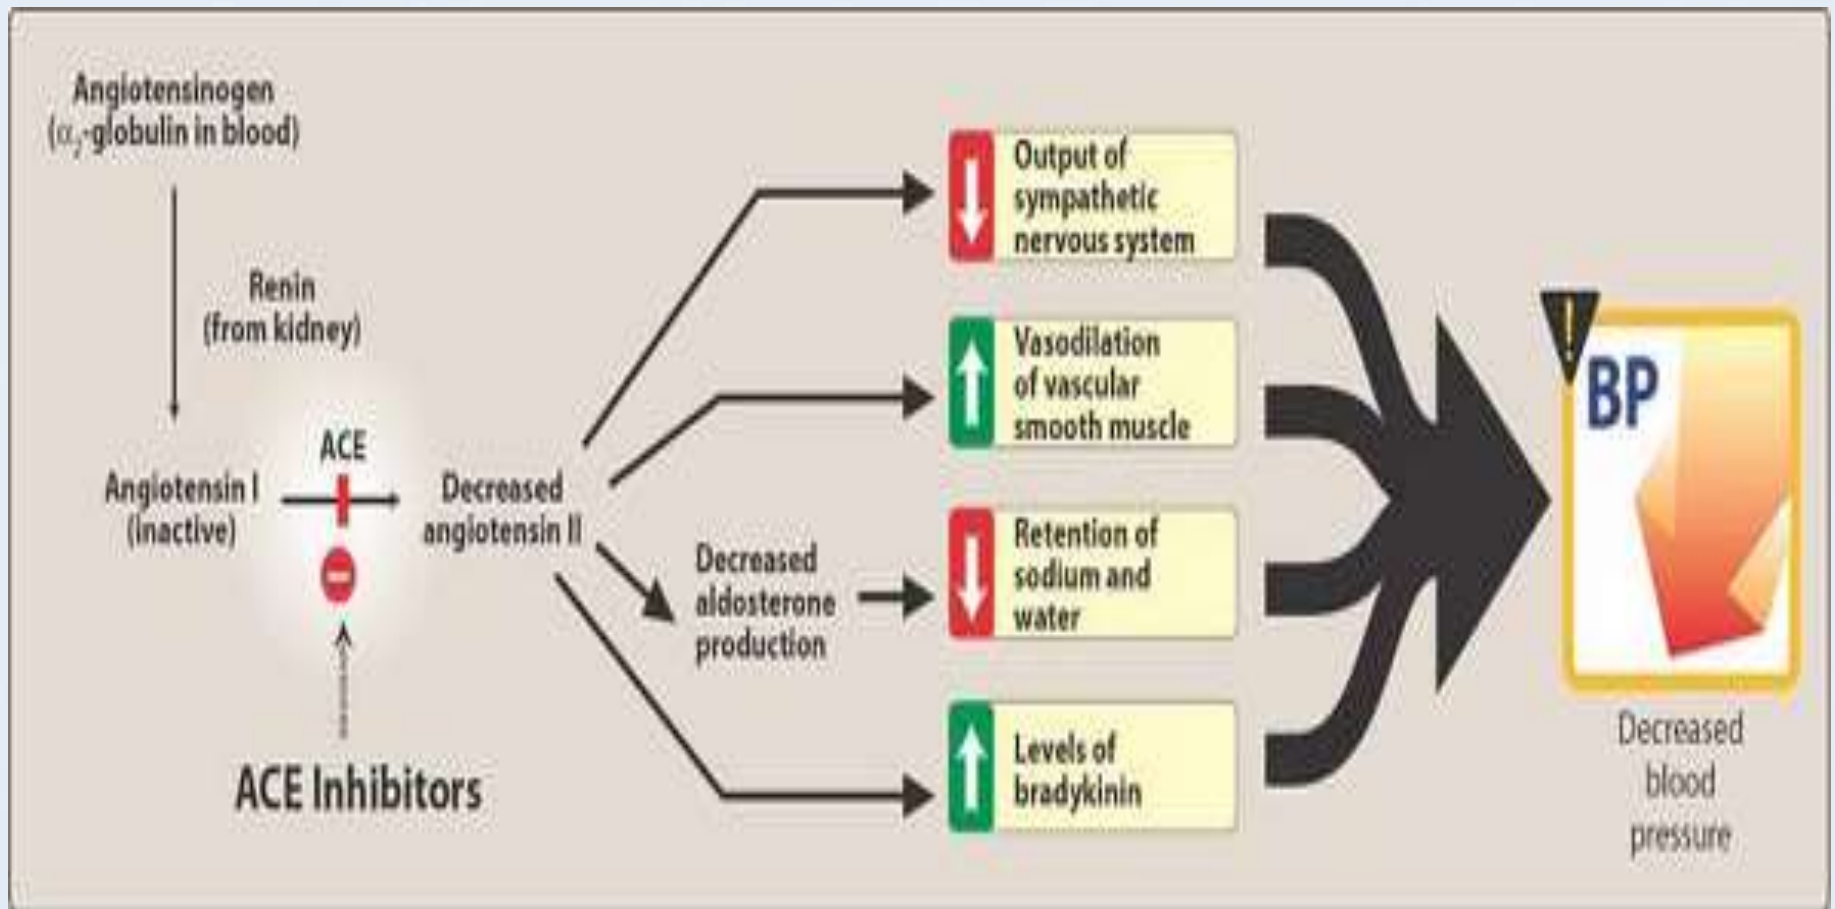 Angiotensinogen
(α₂-globulin in blood)
Renin
(from kidney)
ACE
Angiotensin I
(inactive)
Decreased
angiotensin II
ACE Inhibitors
Decreased
aldosterone
production
Output of
sympathetic
nervous system
Vasodilation
of vascular
smooth muscle
Retention of
sodium and
water
Levels of
bradykinin
!
BP
Decreased
blood
pressure